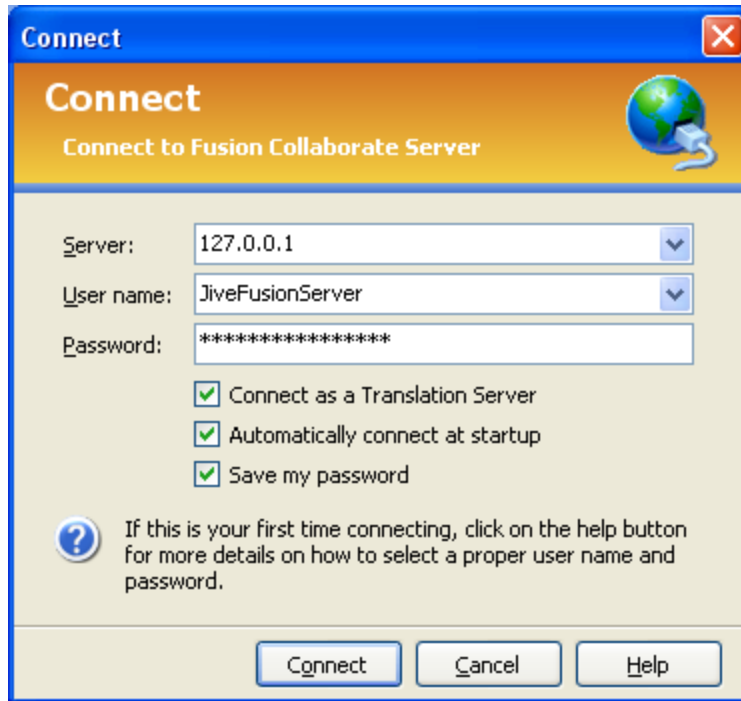 Connect
Connect
Connect to Fusion Collaborate Server
Server: 127.0.0.1
User name: JiveFusionServer
Password: ****************
Connect as a Translation Server
Automatically connect at startup
Save my password
If this is your first time connecting, click on the help button
for more details on how to select a proper user name and
password.
Connect Cancel Help